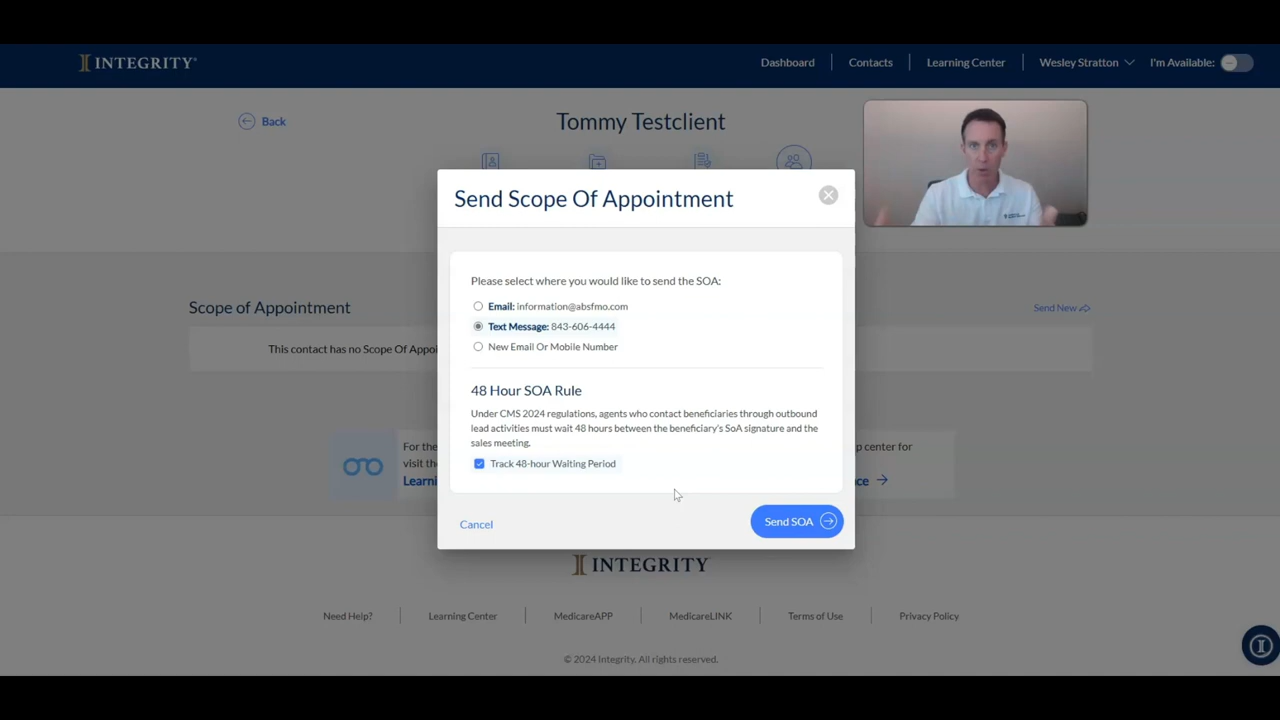 INTEGRITY
Dashboard
Contacts
Learning Center
Wesley Stratton
I'm Available:
Back
Tommy Testclient
Send Scope Of Appointment
Please select where you would like to send the SOA:
Email: information@absfmo.com
Text Message: 843-606-4444
New Email Or Mobile Number
48 Hour SOA Rule
Under CMS 2024 regulations, agents who contact beneficiaries through outbound
lead activities must wait 48 hours between the beneficiary's SoA signature and the
sales meeting.
Track 48-hour Waiting Period
Cancel
Send SOA
Scope of Appointment
Send New
This contact has no Scope Of Appoi
For the
visit the
Learni
p center for
ce
INTEGRITY
Need Help?
Learning Center
MedicareAPP
MedicareLINK
Terms of Use
Privacy Policy
© 2024 Integrity. All rights reserved.